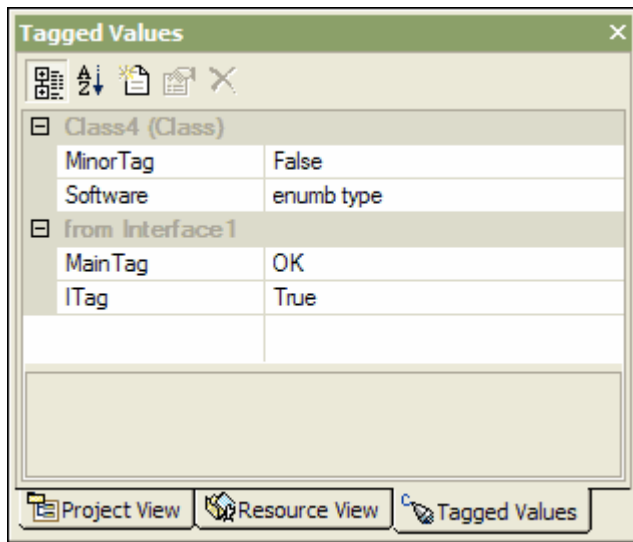 Tagged Values
Class4 (Class)
MinorTag False
Software enumb type
from Interface1
MainTag OK
ITag True
Project View Resource View Tagged Values